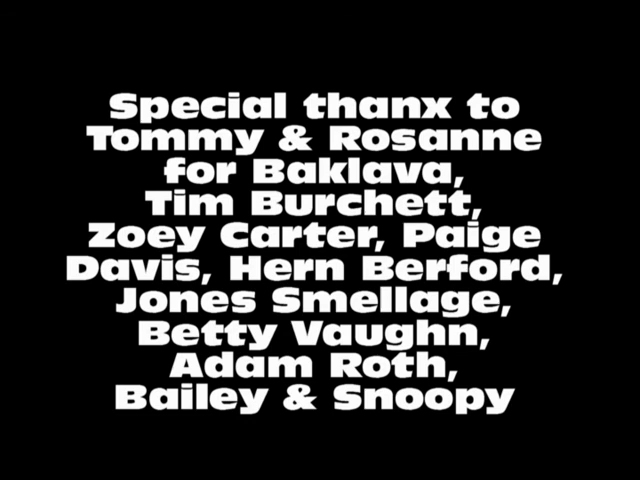 Special thanx to
Tommy & Rosanne
for Baklava,
Tim Burchett,
Zoey Carter, Paige
Davis, Hern Berford,
Jones Smellage,
Betty Vaughn,
Adam Roth,
Bailey & Snoopy